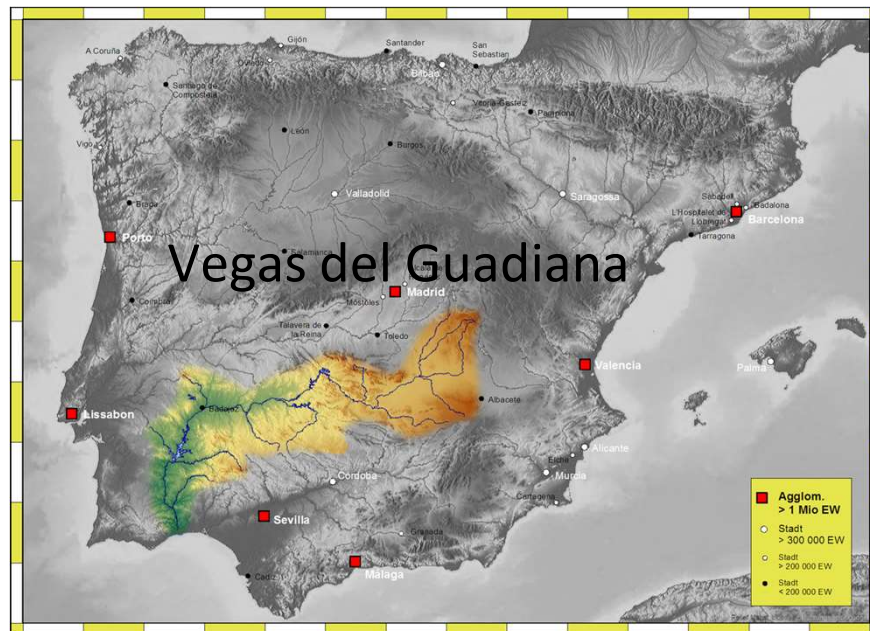 Gijón
A Coruña
Santander
San
Sebastian
Oviedo
Bilbao
Santiago de
Compostela
Vitoria-Gasteiz
Pamplona
León
Burgos
Vigo
Valladolid
Saragossa
Braga
Sabadell
Badalona
L'Hospitalet de
Llobregat
Barcelona
Tarragona
Porto
Vegas del Guadiana
Salamanca
Madrid
Móstoles
Coimbra
Talavera de
la Reina
Toledo
Valencia
Palma
Badajoz
Albacete
Lissabon
Alicante
Elche
Murcia
Córdoba
Cartagena
Sevilla
Granada
Málaga
Cádiz
Agglom.
> 1 Mio EW
Stadt
> 300 000 EW
Stadt
> 200 000 EW
Stadt
< 200 000 EW